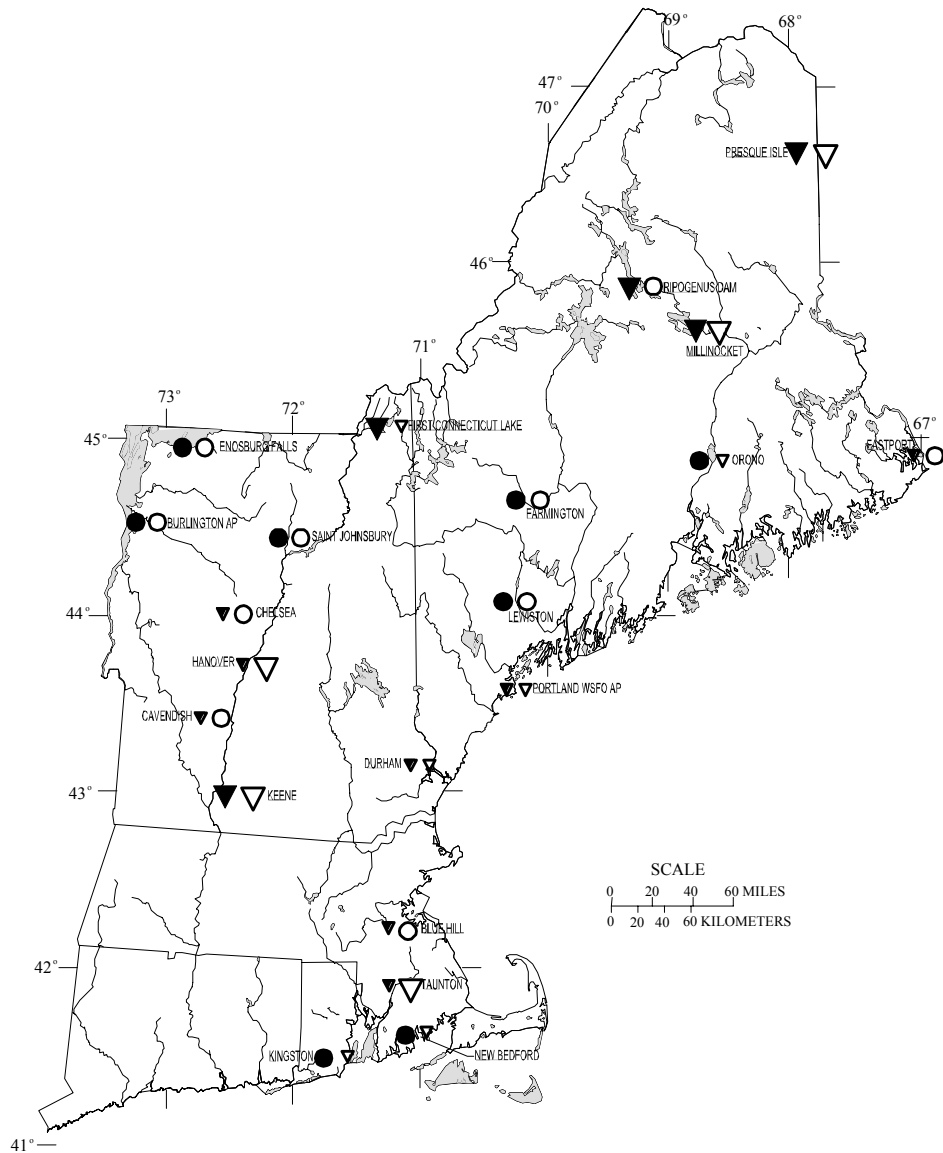 69°
68°
47°
70°
PRESQUE ISLE
46°
RIPOGENUS DAM
MILLINOCKET
71°
73°
72°
FIRST CONNECTICUT LAKE
67°
45°
ENOSBURG FALLS
EASTPORT
ORONO
FARMINGTON
BURLINGTON AP
SAINT JOHNSBURY
44°
CHELSEA
LEWISTON
HANOVER
PORTLAND WSFO AP
CAVENDISH
DURHAM
43°
KEENE
SCALE
0 20 40 60 MILES
0 20 40 60 KILOMETERS
BLUE HILL
42°
TAUNTON
KINGSTON
NEW BEDFORD
41°